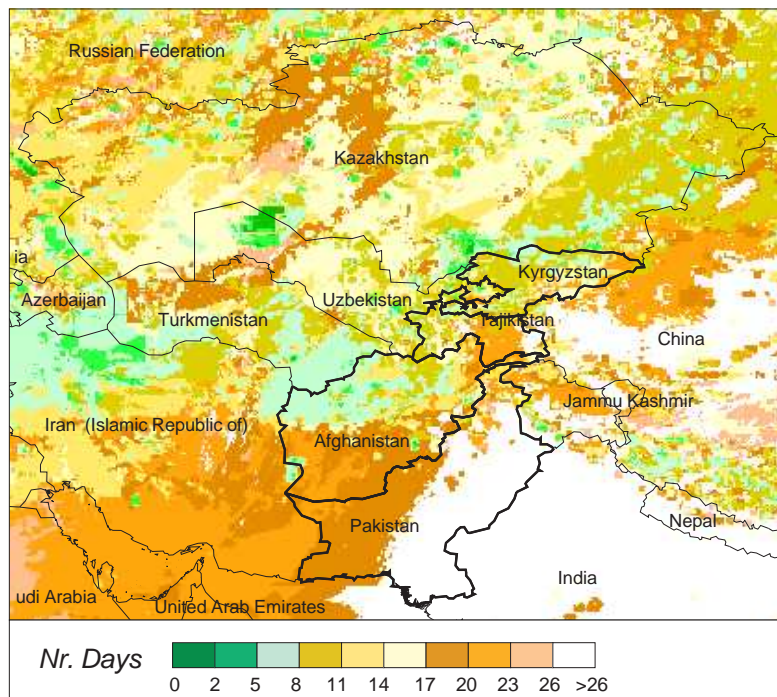 Russian Federation
Kazakhstan
ia
Kyrgyzstan
Azerbaijan
Uzbekistan
Turkmenistan
Tajikistan
China
Jammu Kashmir
Iran (Islamic Republic of)
Afghanistan
Pakistan
Nepal
India
udi Arabia
United Arab Emirates
Nr. Days
0 2 5 8 11 14 17 20 23 26 >26